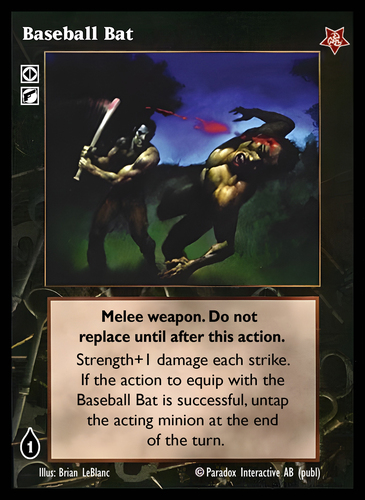 Baseball Bat
Melee weapon. Do not
replace until after this action.
Strength+1 damage each strike.
If the action to equip with the
Baseball Bat is successful, untap
the acting minion at the end
of the turn.
1
Illus: Brian LeBlanc © Paradox Interactive AB (publ)